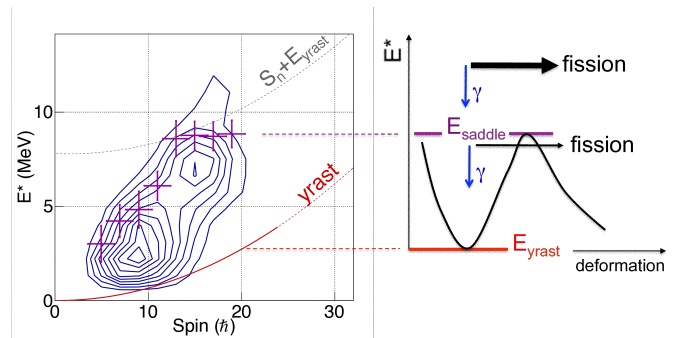 E* (MeV)
10
5
0
0
10
20
30
Spin (ħ)
Sn+Eyrast
yrast
E*
fission
γ
Esaddle
fission
γ
Eyrast
deformation